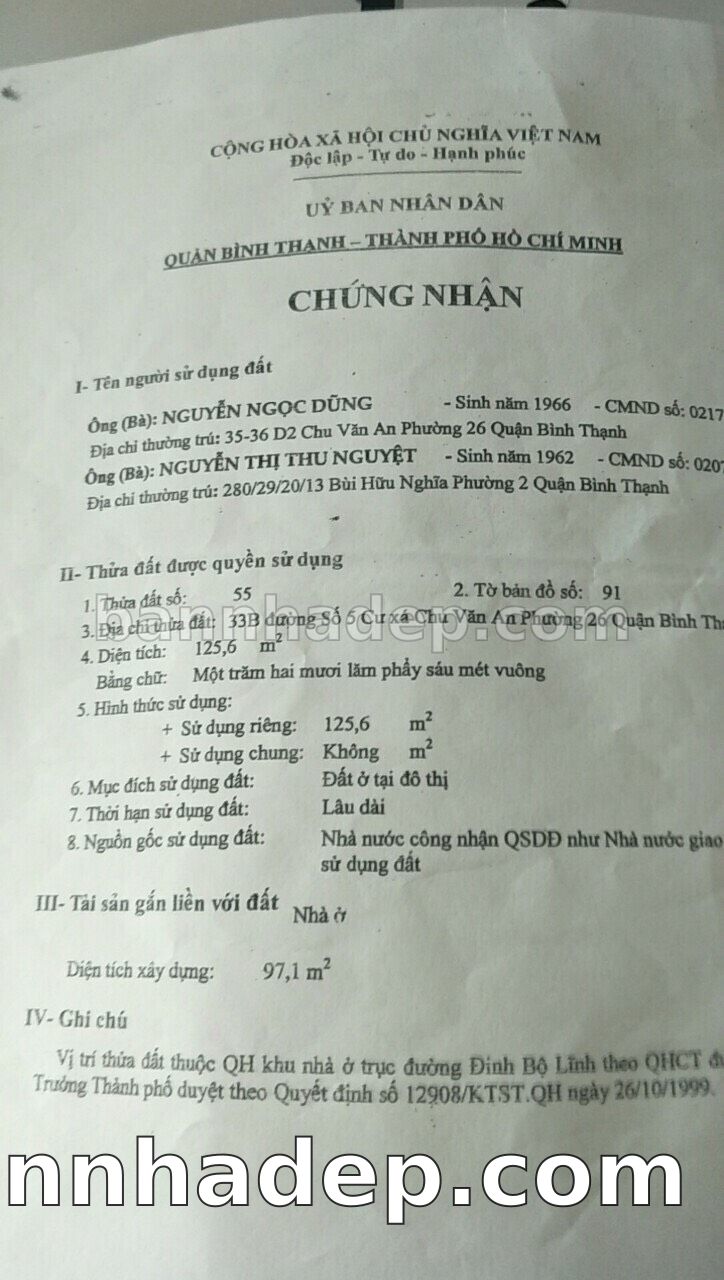 CỘNG HÒA XÃ HỘI CHỦ NGHĨA VIỆT NAM
Độc lập - Tự do - Hạnh phúc
UỶ BAN NHÂN DÂN
QUẬN BÌNH THẠNH – THÀNH PHỐ HỒ CHÍ MINH
CHỨNG NHẬN
I- Tên người sử dụng đất
Ông (Bà): NGUYỄN NGỌC DŨNG - Sinh năm 1966 - CMND số: 0217
Địa chỉ thường trú: 35-36 D2 Chu Văn An Phường 26 Quận Bình Thạnh
Ông (Bà): NGUYỄN THỊ THU NGUYỆT - Sinh năm 1962 - CMND số: 020
Địa chỉ thường trú: 280/29/20/13 Bùi Hữu Nghĩa Phường 2 Quận Bình Thạnh
II- Thửa đất được quyền sử dụng
1. Thửa đất số: 55 2. Tờ bản đồ số: 91
3. Địa chỉ thửa đất: 33B đường Số 5 Cư xá Chu Văn An Phường 26 Quận Bình
bannhadep.com
4. Diện tích: 125,6 m²
Bằng chữ: Một trăm hai mươi lăm phẩy sáu mét vuông
5. Hình thức sử dụng:
+ Sử dụng riêng: 125,6 m²
+ Sử dụng chung: Không m²
6. Mục đích sử dụng đất: Đất ở tại đô thị
7. Thời hạn sử dụng đất: Lâu dài
8. Nguồn gốc sử dụng đất: Nhà nước công nhận QSDĐ như Nhà nước giao
sử dụng đất
III- Tài sản gắn liền với đất
Nhà ở
Diện tích xây dựng: 97,1 m²
IV- Ghi chú
Vị trí thửa đất thuộc QH khu nhà ở trục đường Đinh Bộ Lĩnh theo QHCT
Trưởng Thành phố duyệt theo Quyết định số 12908/KTST.QH ngày 26/10/1999.
nnhadep.com